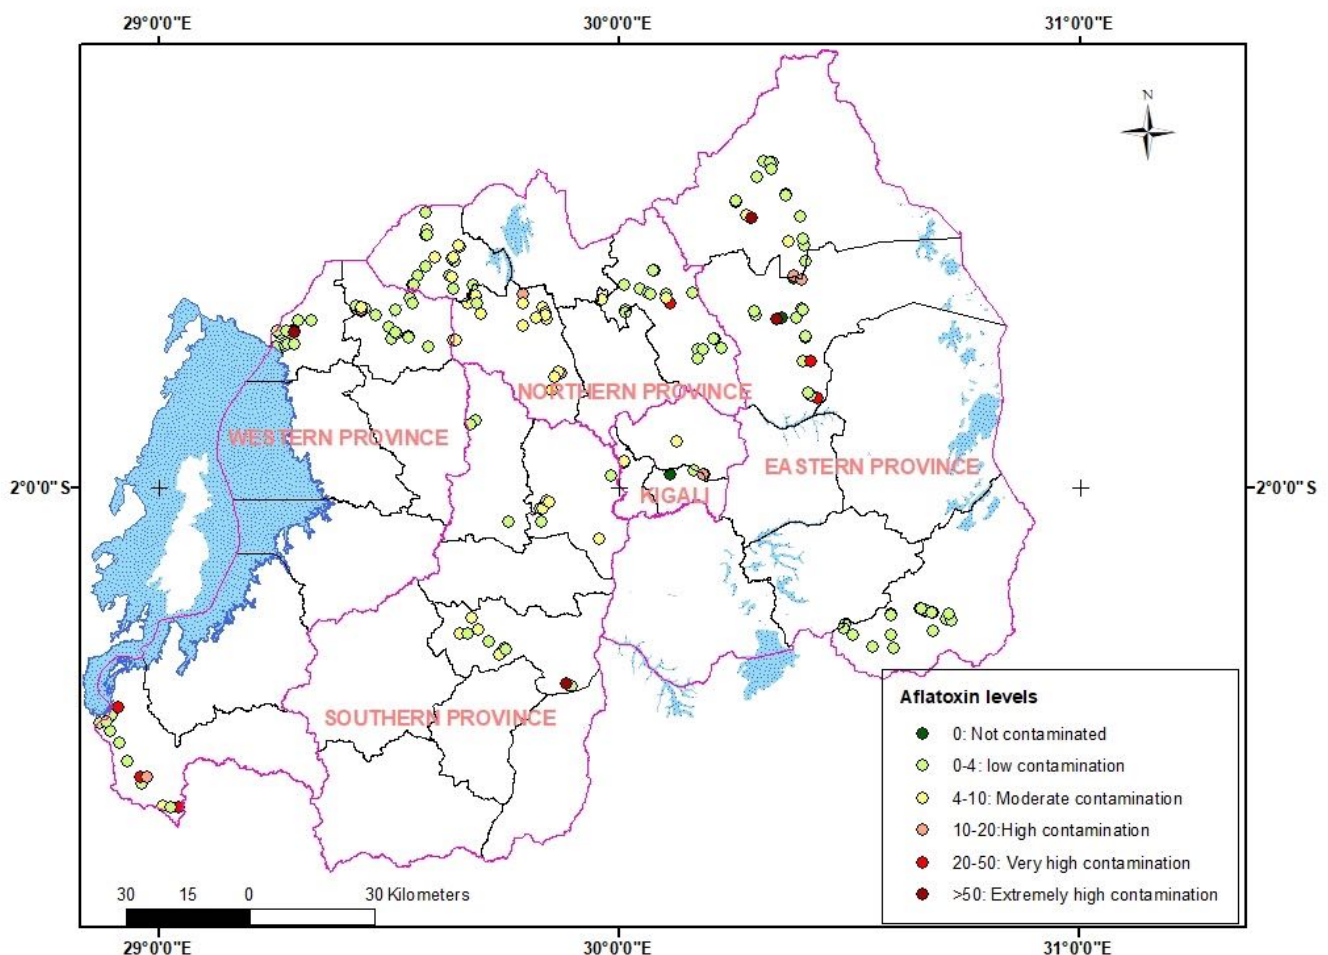 29°0'0"E 30°0'0"E 31°0'0"E
N
NORTHERN PROVINCE
WESTERN PROVINCE
EASTERN PROVINCE
2°0'0"S 2°0'0"S
KIGALI
SOUTHERN PROVINCE
Aflatoxin levels
0: Not contaminated
0-4: low contamination
4-10: Moderate contamination
10-20:High contamination
20-50: Very high contamination
>50: Extremely high contamination
30 15 0 30 Kilometers
29°0'0"E 30°0'0"E 31°0'0"E